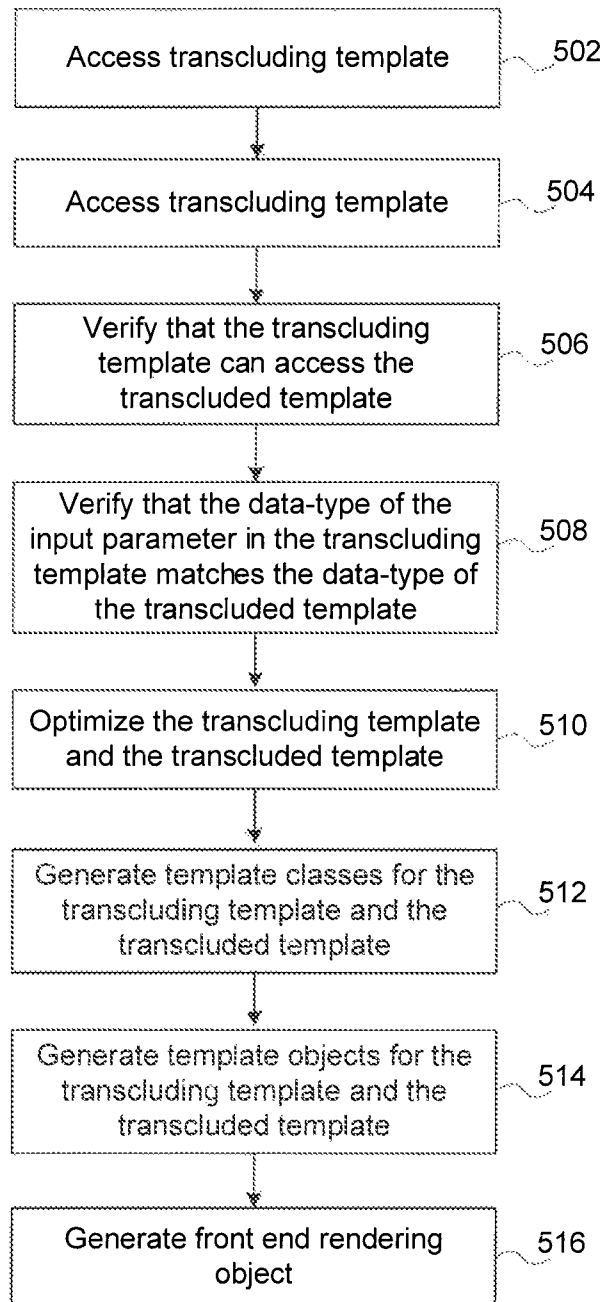 Access transcluding template
502
Access transcluding template
504
Verify that the transcluding
template can access the
transcluded template
506
Verify that the data-type of the
input parameter in the transcluding
template matches the data-type of
the transcluded template
508
Optimize the transcluding template
and the transcluded template
510
Generate template classes for the
transcluding template and the
transcluded template
512
Generate template objects for the
transcluding template and the
transcluded template
514
Generate front end rendering
object
516